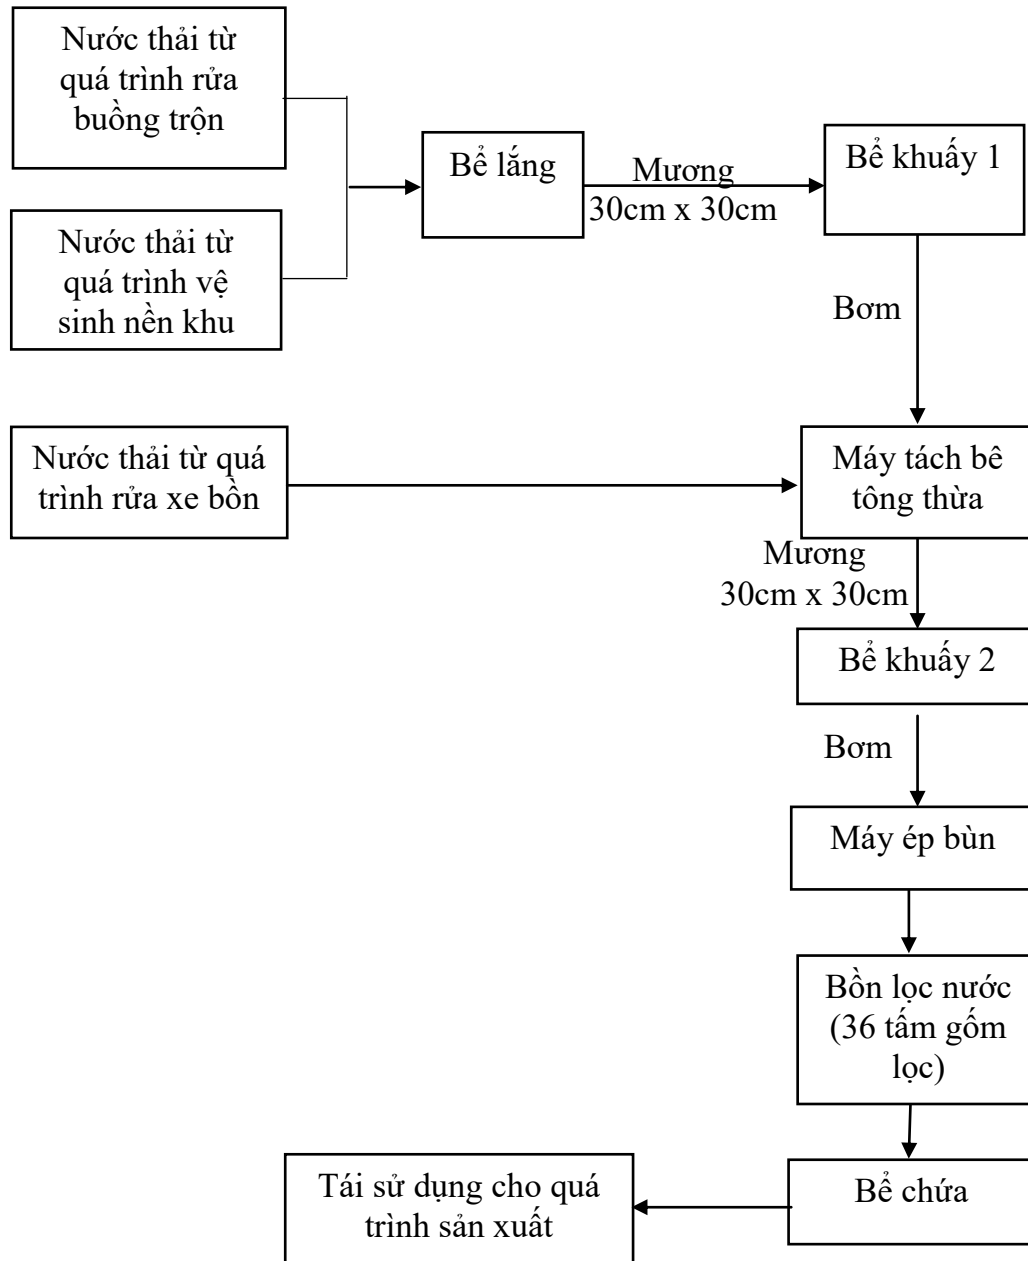 Nước thải từ
quá trình rửa
buồng trộn
Bể lắng
Mương
30cm x 30cm
Bể khuấy 1
Nước thải từ
quá trình vệ
sinh nền khu
Bơm
Nước thải từ quá
trình rửa xe bồn
Máy tách bê
tông thừa
Mương
30cm x 30cm
Bể khuấy 2
Bơm
Máy ép bùn
Bồn lọc nước
(36 tấm gốm
lọc)
Bể chứa
Tái sử dụng cho quá
trình sản xuất